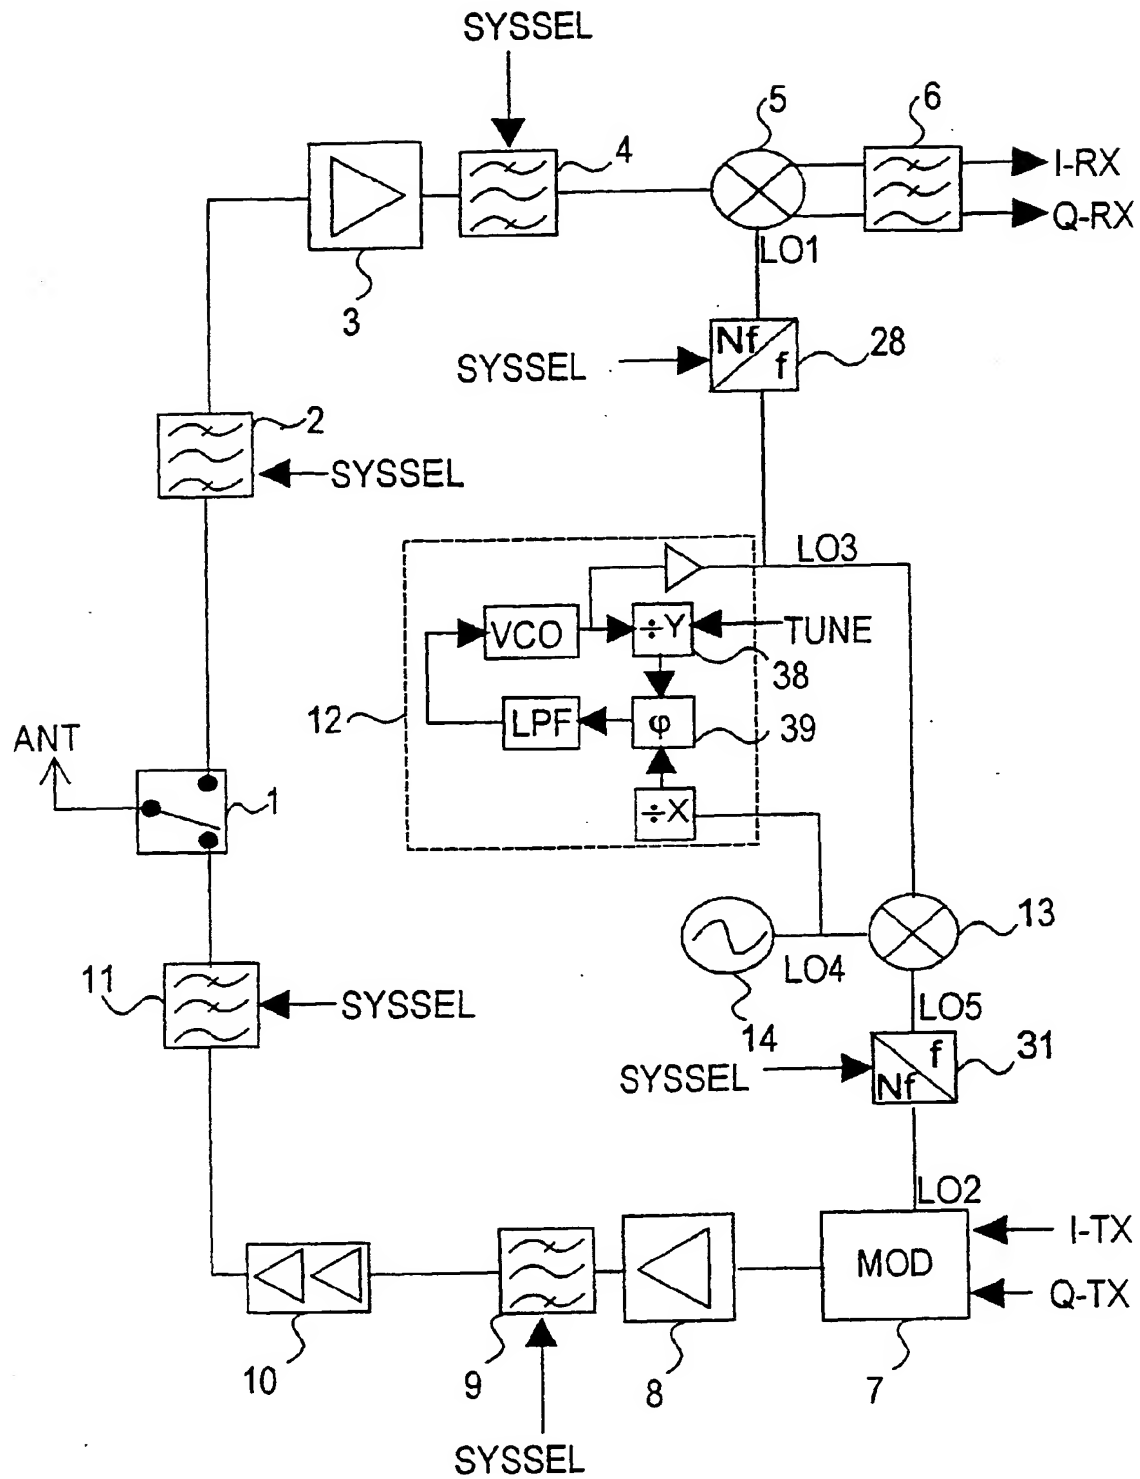 SYSSEL
5
6
4
I-RX
Q-RX
LO1
3
Nf
f
28
SYSSEL
2
SYSSEL
LO3
VCO
÷Y
TUNE
38
12
LPF
φ
39
ANT
÷X
1
13
LO4
11
SYSSEL
14
LO5
f
Nf
31
SYSSEL
LO2
MOD
I-TX
Q-TX
10
9
8
7
SYSSEL